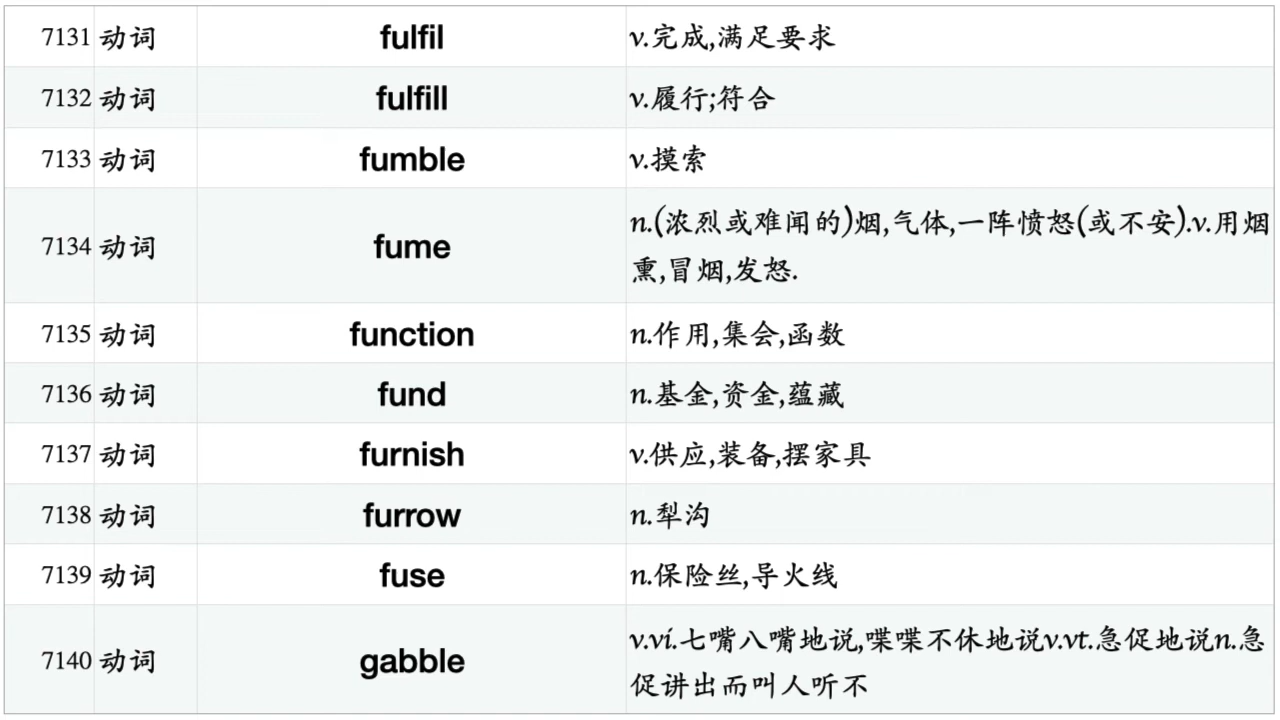 7131 动词 fulfil v.完成,满足要求
7132 动词 fulfill v.履行;符合
7133 动词 fumble v.摸索
7134 动词 fume n.(浓烈或难闻的)烟,气体,一阵愤怒(或不安).v.用烟
熏,冒烟,发怒.
7135 动词 function n.作用,集会,函数
7136 动词 fund n.基金,资金,蕴藏
7137 动词 furnish v.供应,装备,摆家具
7138 动词 furrow n.犁沟
7139 动词 fuse n.保险丝,导火线
7140 动词 gabble v.vi.七嘴八嘴地说,喋喋不休地说v.vt.急促地说n.急
促讲出而叫人听不